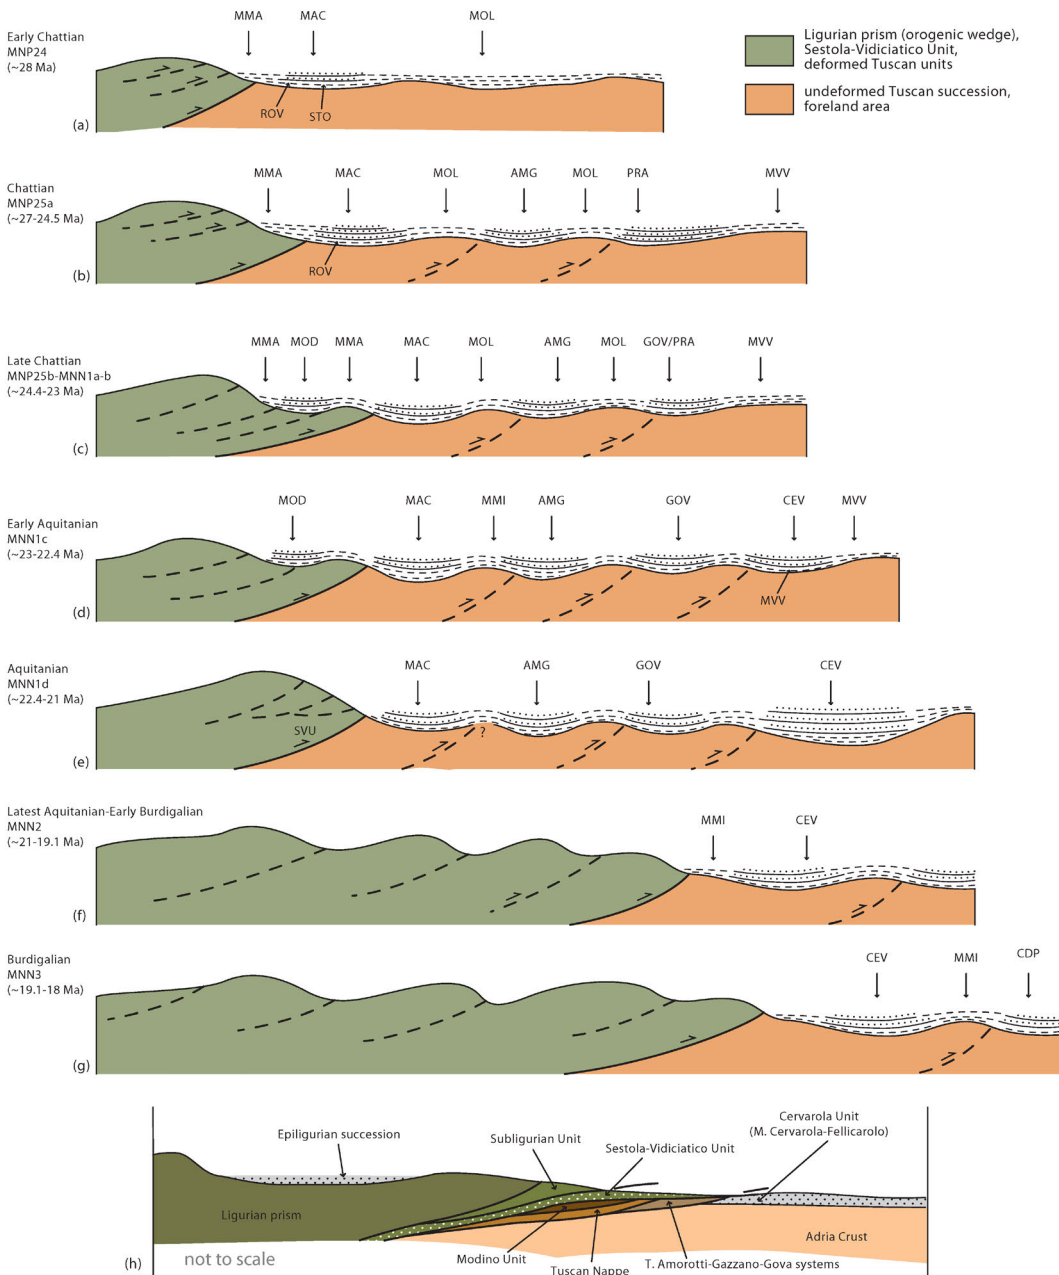 Early Chattian
MNP24
(~28 Ma)
MMA MAC MOL
ROV STO
(a)
Ligurian prism (orogenic wedge),
Sestola-Vidiciatico Unit,
deformed Tuscan units
undeformed Tuscan succession,
foreland area
Chattian
MNP25a
(~27-24.5 Ma)
MMA MAC MOL AMG MOL PRA MVV
ROV
(b)
Late Chattian
MNP25b-MNN1a-b
(~24.4-23 Ma)
MMA MOD MMA MAC MOL AMG MOL GOV/PRA MVV
(c)
Early Aquitanian
MNN1c
(~23-22.4 Ma)
MOD MAC MMI AMG GOV CEV MVV
MVV
(d)
Aquitanian
MNN1d
(~22.4-21 Ma)
MAC AMG GOV CEV
SVU ?
(e)
Latest Aquitanian-Early Burdigalian
MNN2
(~21-19.1 Ma)
MMI CEV
(f)
Burdigalian
MNN3
(~19.1-18 Ma)
CEV MMI CDP
(g)
Epiligurian succession
Subligurian Unit
Sestola-Vidiciatico Unit
Cervarola Unit
(M. Cervarola-Fellicarolo)
Ligurian prism
Adria Crust
(h)
not to scale
Modino Unit
Tuscan Nappe
T. Amorotti-Gazzano-Gova systems